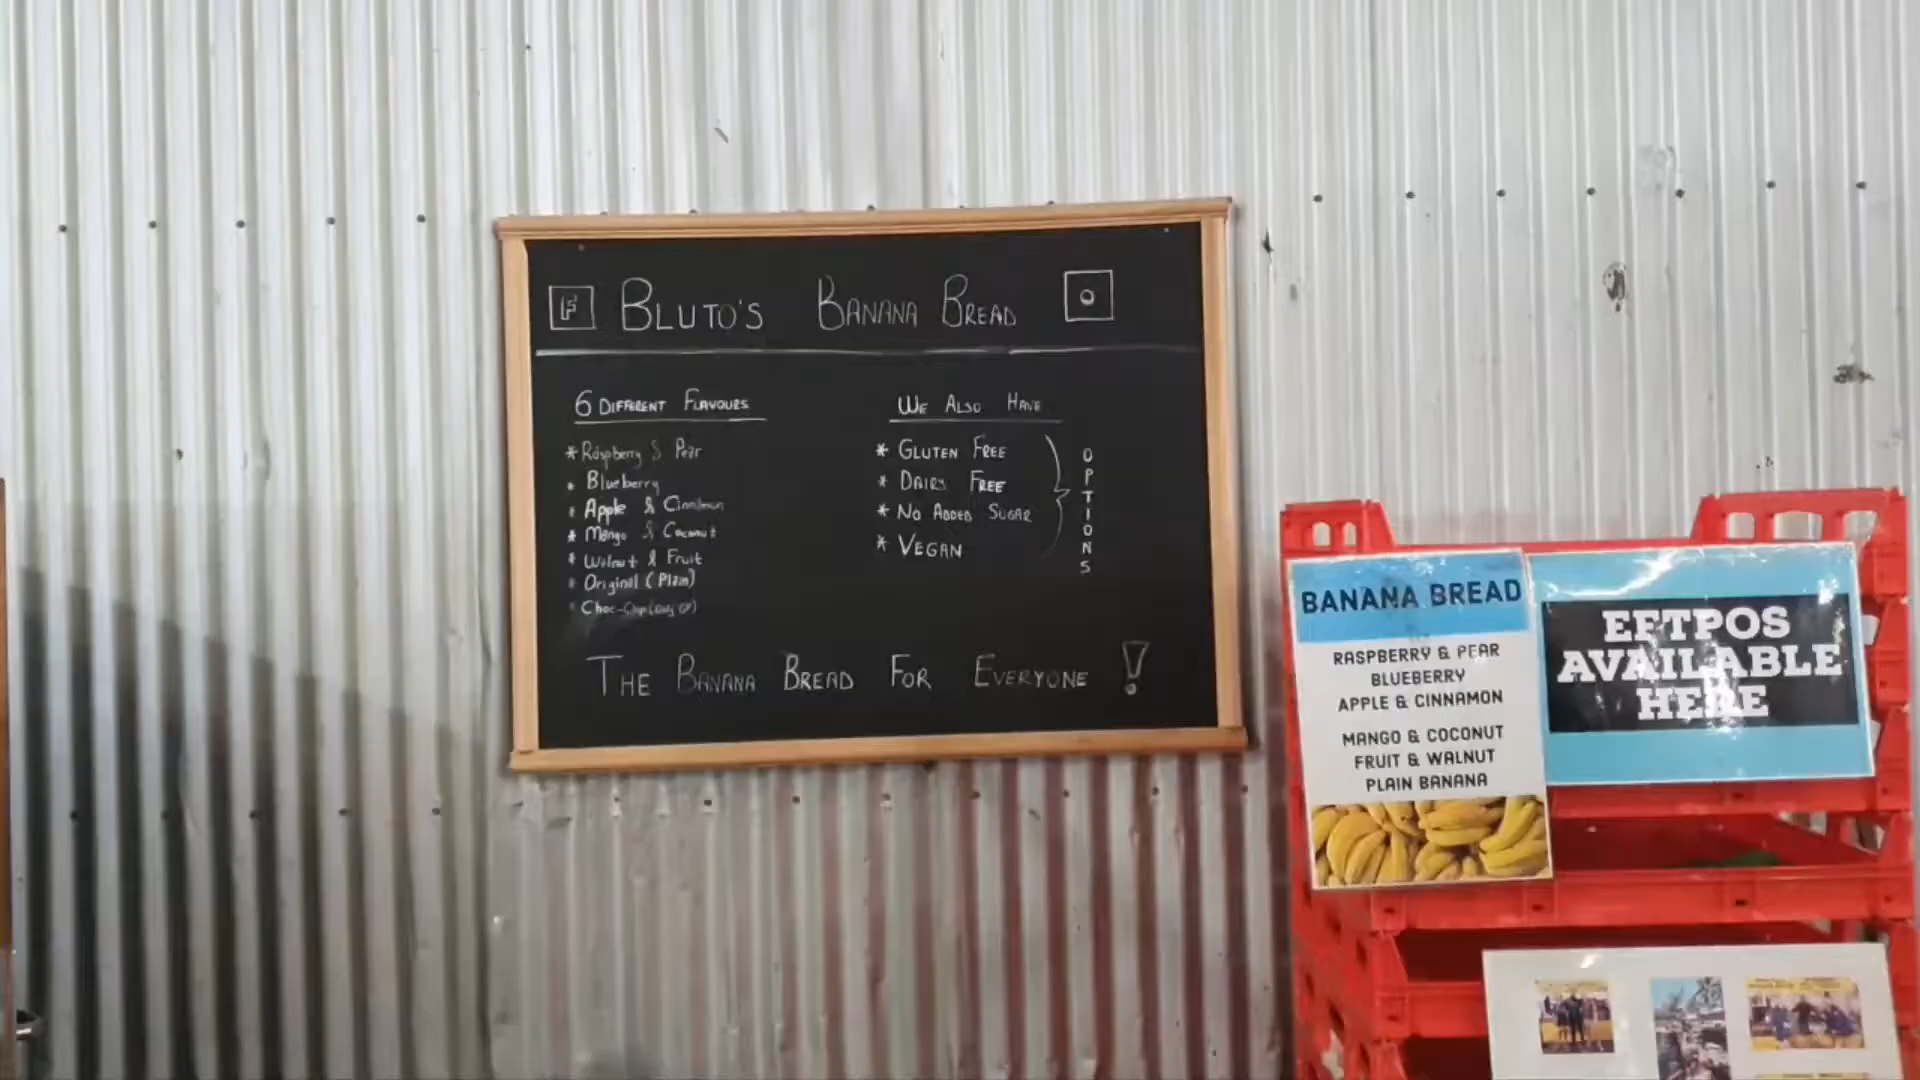 F BLUTO'S BANANA BREAD O
6 DIFFERENT FLAVOURS
* Raspberry & Pear
* Blueberry
* Apple & Cinnamon
* Mango & Coconut
* Walnut & Fruit
* Original (Plain)
* Choc-Chip
WE ALSO HAVE
* GLUTEN FREE
* DAIRY FREE
* NO ADDED SUGAR
* VEGAN
OPTIONS
THE BANANA BREAD FOR EVERYONE !
BANANA BREAD
RASPBERRY & PEAR
BLUEBERRY
APPLE & CINNAMON
MANGO & COCONUT
FRUIT & WALNUT
PLAIN BANANA
EFTPOS
AVAILABLE
HERE